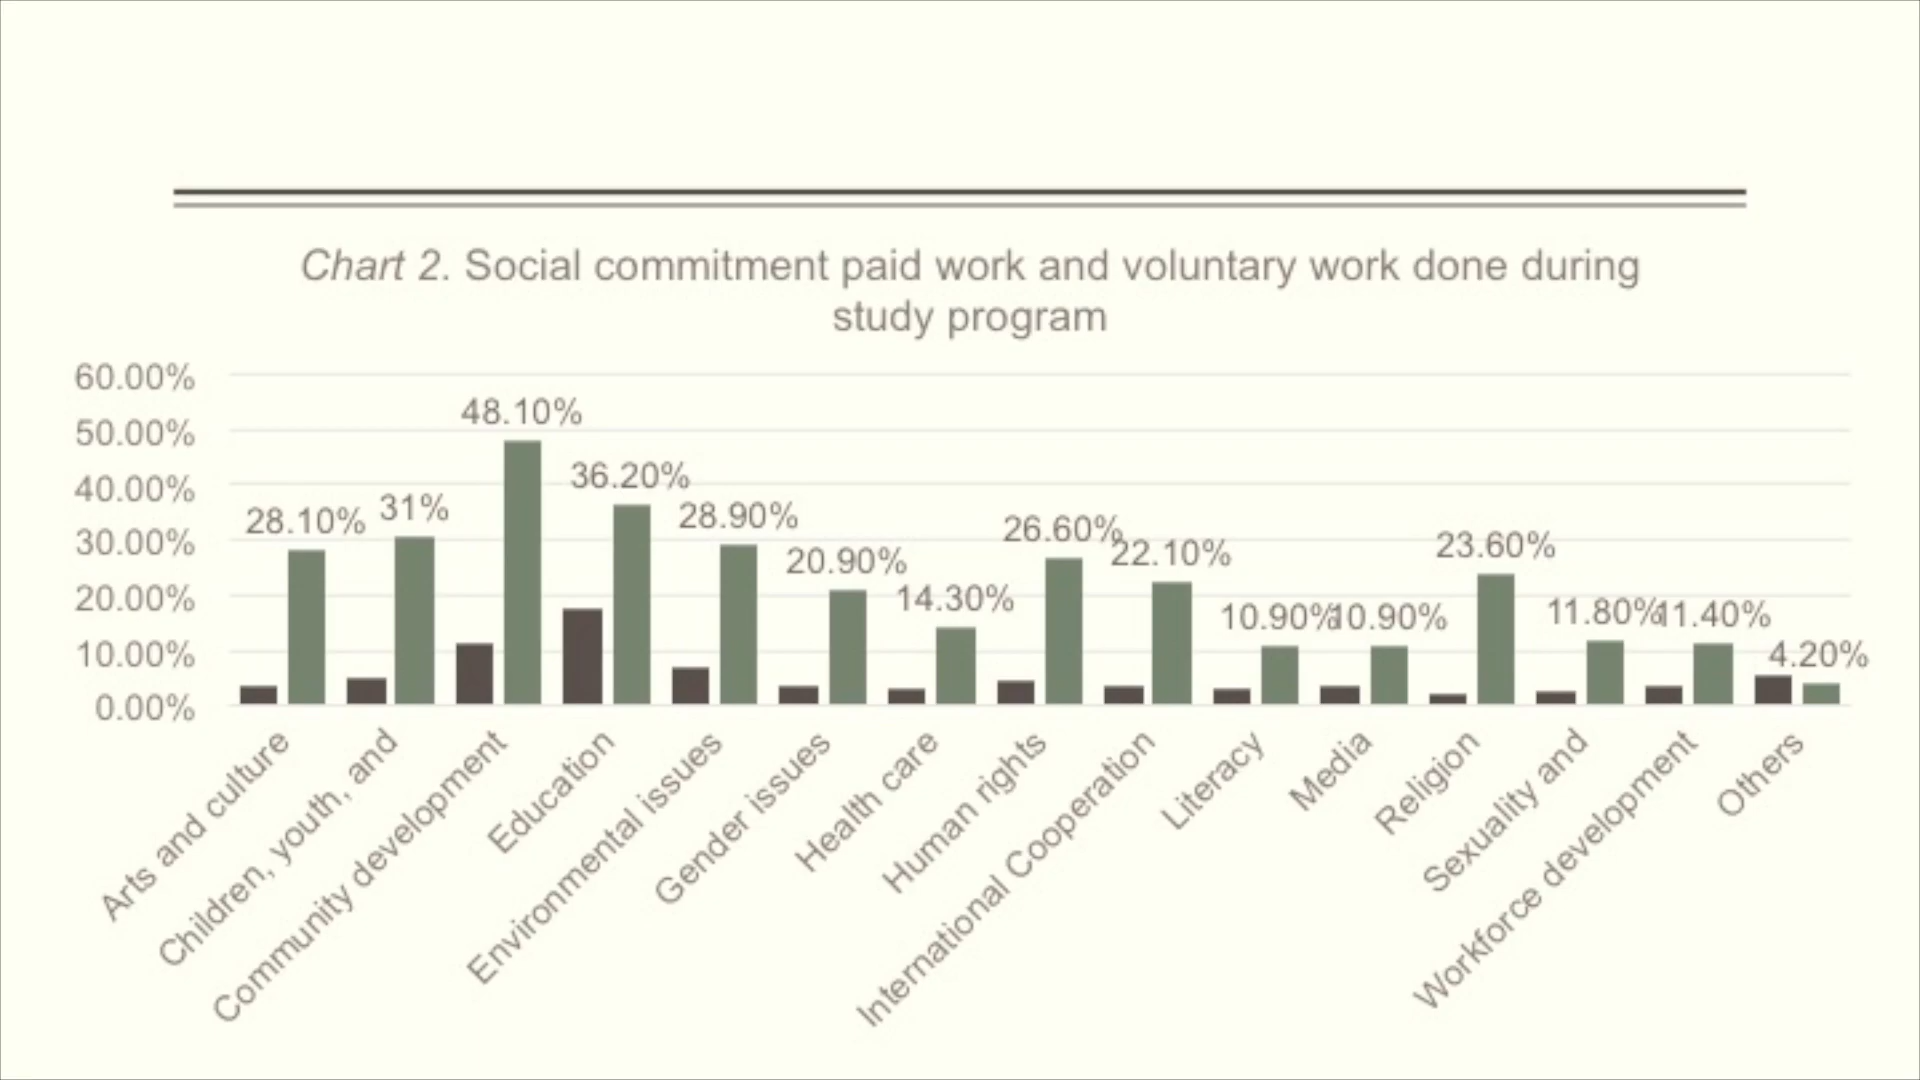 Chart 2. Social commitment paid work and voluntary work done during
study program
60.00%
50.00%
40.00%
30.00%
20.00%
10.00%
0.00%
28.10%
31%
48.10%
36.20%
28.90%
20.90%
14.30%
26.60%
22.10%
10.90%
10.90%
23.60%
11.80%
11.40%
4.20%
Arts and culture
Children, youth, and
Community development
Education
Environmental issues
Gender issues
Health care
Human rights
International Cooperation
Literacy
Media
Religion
Sexuality and
Workforce development
Others